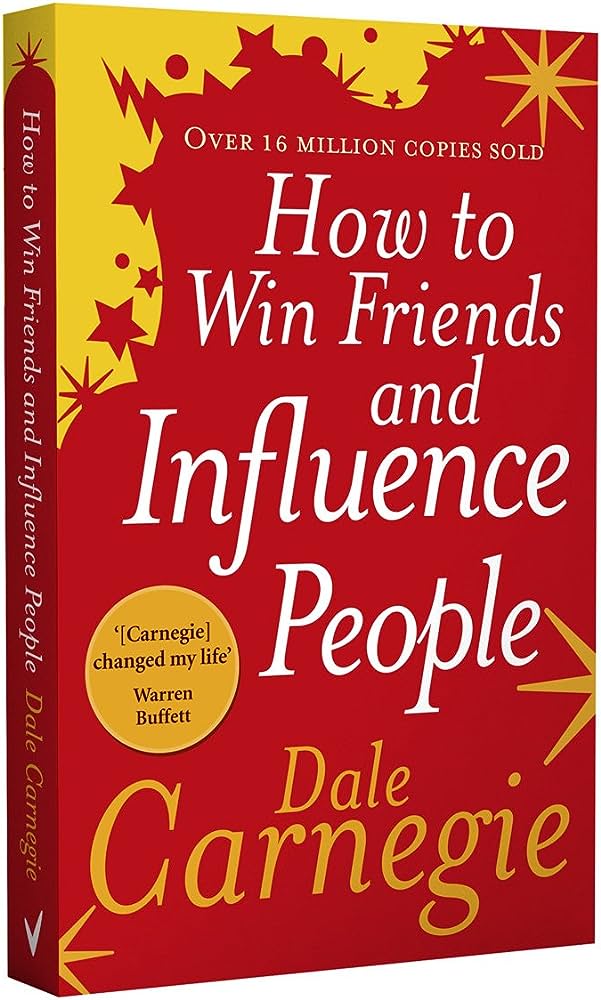 OVER 16 MILLION COPIES SOLD
How to
Win Friends
and
Influence
People
'[Carnegie]
changed my life'
Warren
Buffett
Dale
Carnegie
How to Win Friends and Influence People Dale Carnegie